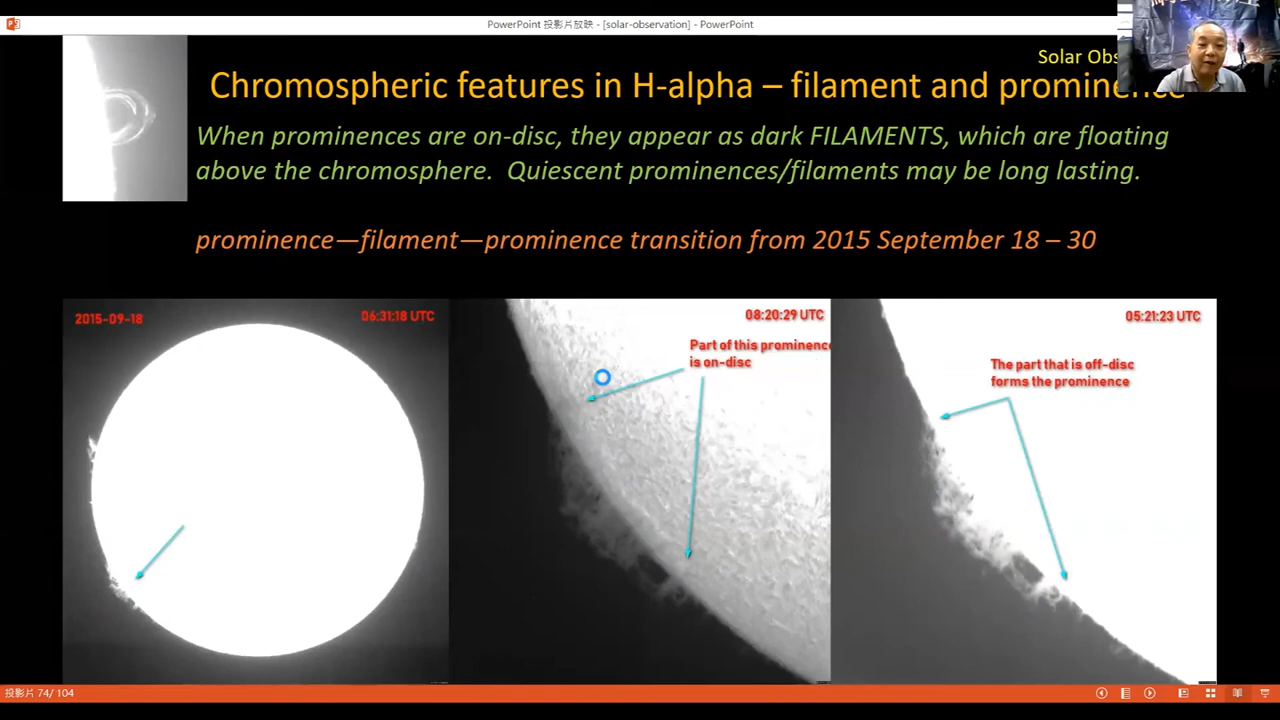 PowerPoint 投影片放映 - [solar-observation] - PowerPoint
Solar
Chromospheric features in H-alpha – filament and prominence
When prominences are on-disc, they appear as dark FILAMENTS, which are floating
above the chromosphere. Quiescent prominences/filaments may be long lasting.
prominence—filament—prominence transition from 2015 September 18 – 30
2015-09-18
06:31:18 UTC
08:20:29 UTC
Part of this prominence
is on-disc
05:21:23 UTC
The part that is off-disc
forms the prominence
投影片 74/ 104